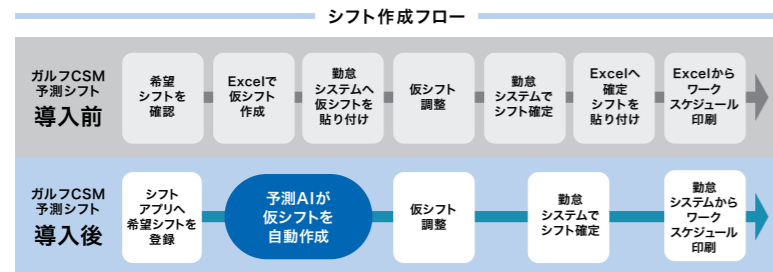 シフト作成フロー
ガルフCSM
予測シフト
導入前
希望
シフトを
確認
Excelで
仮シフト
作成
勤怠
システムへ
仮シフトを
貼り付け
仮シフト
調整
勤怠
システムで
シフト確定
Excelへ
確定
シフトを
貼り付け
Excelから
ワーク
スケジュール
印刷
ガルフCSM
予測シフト
導入後
シフト
アプリへ
希望シフトを
登録
予測AIが
仮シフトを
自動作成
仮シフト
調整
勤怠
システムで
シフト確定
勤怠
システムから
ワーク
スケジュール
印刷